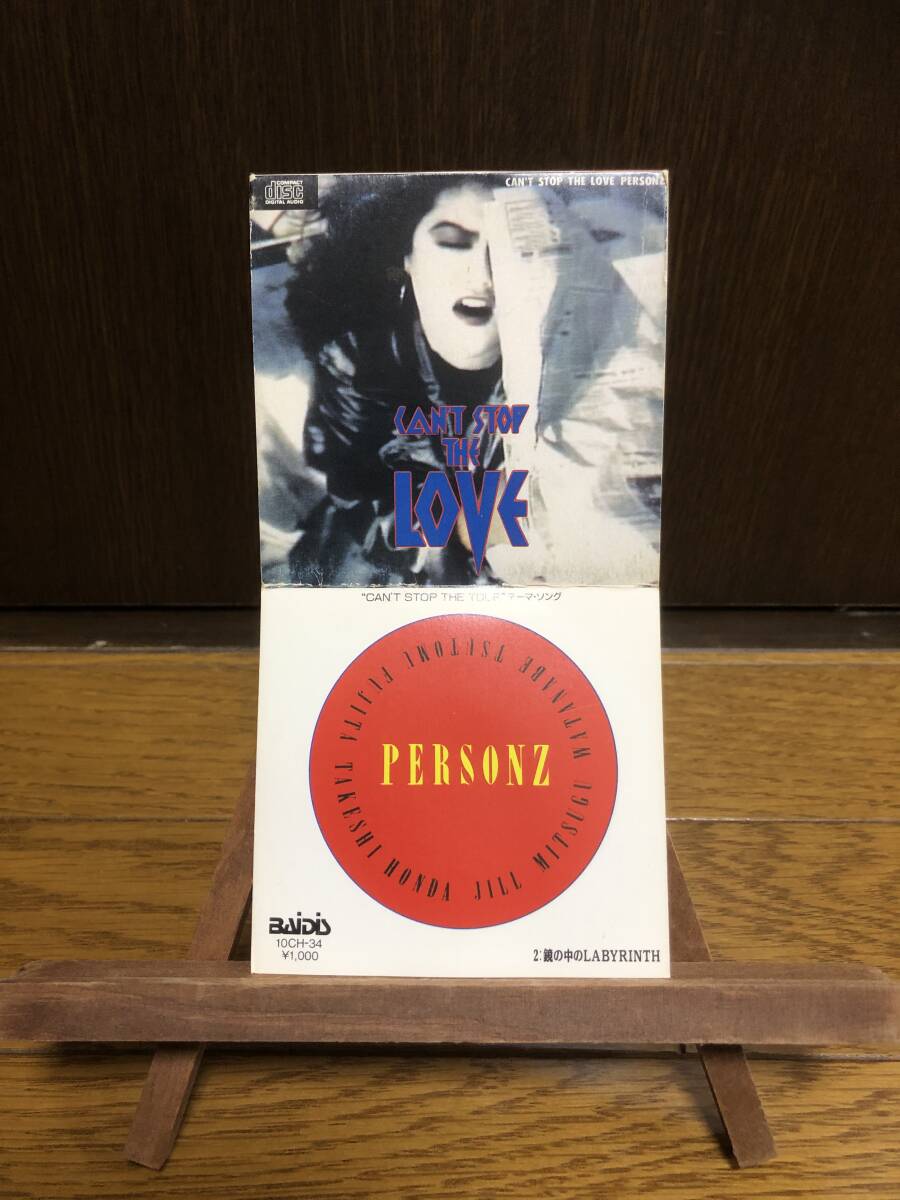 COMPACT
disc
DIGITAL AUDIO
CAN'T STOP THE LOVE PERSONZ
CAN'T STOP
THE
LOVE
"CAN'T STOP THE TOUR" テーマ・ソング
TSUTOMU FUJITA TAKESHI HONDA JILL MITSUGU WATANABE
PERSONZ
BAiDiS
10CH-34
¥1,000
2:鏡の中のLABYRINTH